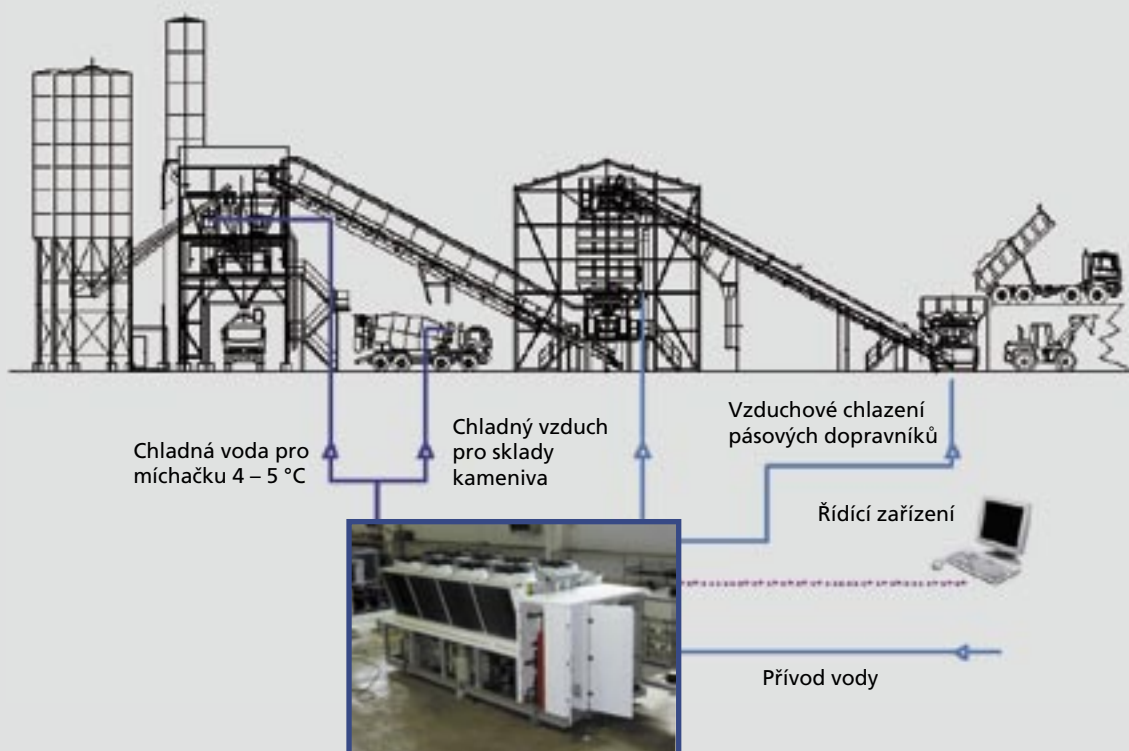 Chladná voda pro
míchačku 4 – 5 °C
Chladný vzduch
pro sklady
kameniva
Vzduchové chlazení
pásových dopravníků
Řídící zařízení
Přívod vody